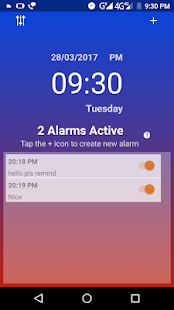 G 4G 9:30 PM
+
28/03/2017 PM
09:30
Tuesday
2 Alarms Active ?
Tap the + icon to create new alarm
20:18 PM
hello pls remind
20:19 PM
Nice